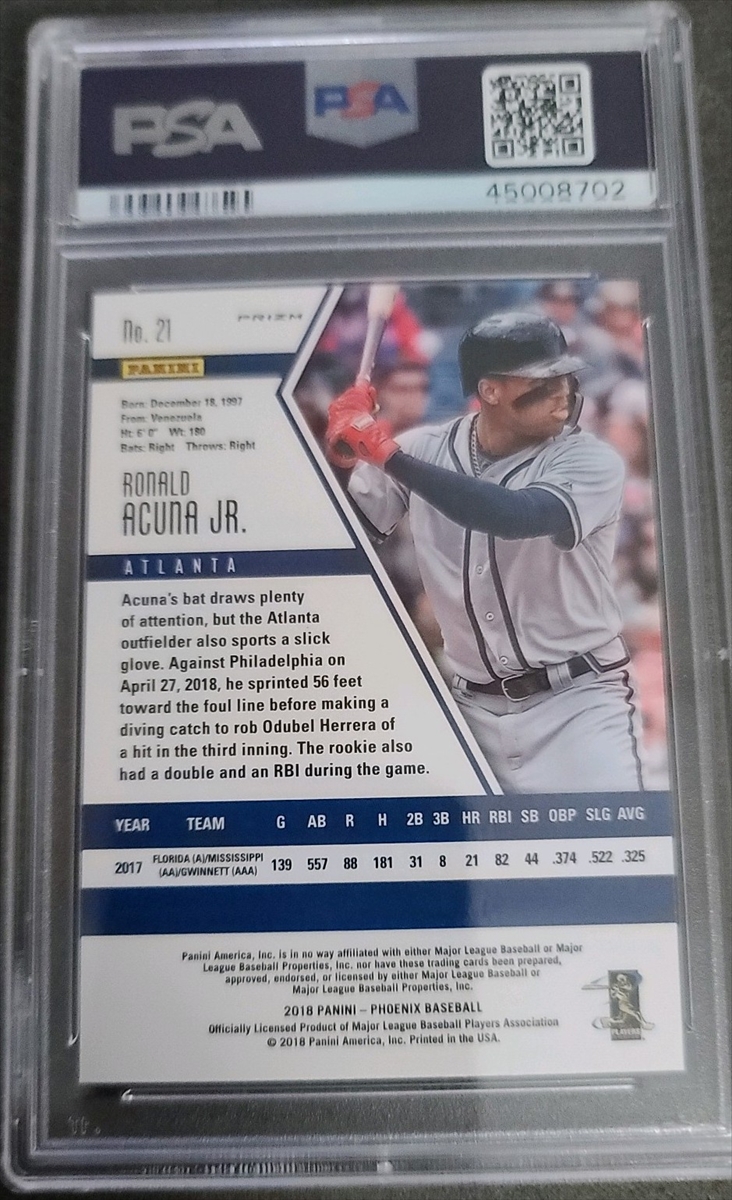 PSA
PSA
45008702
No. 21
PRIZM
PANINI
Born: December 18, 1997
From: Venezuela
Ht: 6' 0" Wt: 180
Bats: Right Throws: Right
RONALD
ACUNA JR.
ATLANTA
Acuna's bat draws plenty
of attention, but the Atlanta
outfielder also sports a slick
glove. Against Philadelphia on
April 27, 2018, he sprinted 56 feet
toward the foul line before making a
diving catch to rob Odubel Herrera of
a hit in the third inning. The rookie also
had a double and an RBI during the game.
YEAR TEAM G AB R H 2B 3B HR RBI SB OBP SLG AVG
2017 FLORIDA (A)/MISSISSIPPI (AA)/GWINNETT (AAA) 139 557 88 181 31 8 21 82 44 .374 .522 .325
Panini America, Inc. is in no way affiliated with either Major League Baseball or Major
League Baseball Properties, Inc. nor have these trading cards been prepared,
approved, endorsed, or licensed by either Major League Baseball or
Major League Baseball Properties, Inc.
2018 PANINI – PHOENIX BASEBALL
Officially Licensed Product of Major League Baseball Players Association
© 2018 Panini America, Inc. Printed in the USA.
PLAYERS